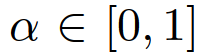 α ∈ [0, 1]